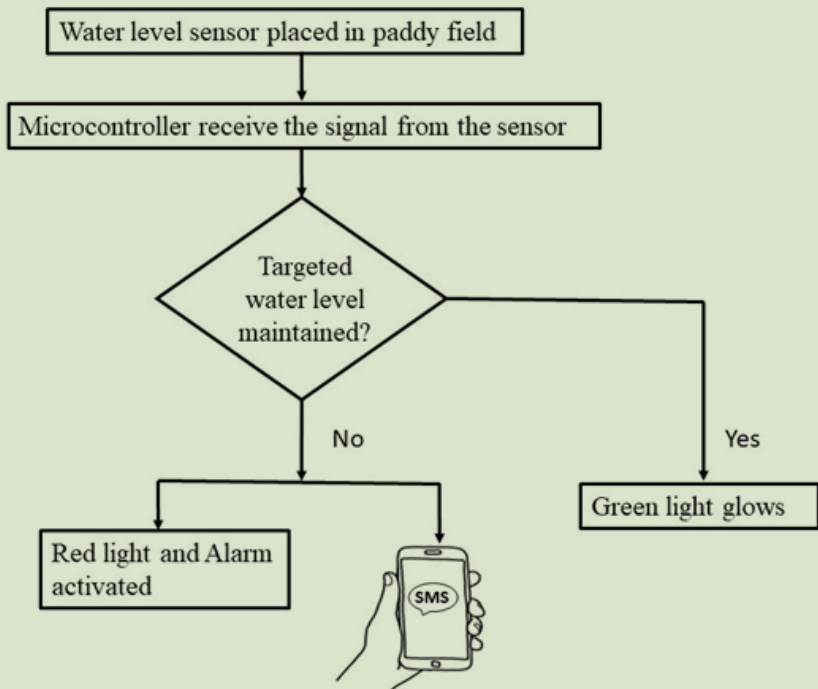 Water level sensor placed in paddy field
Microcontroller receive the signal from the sensor
Targeted
water level
maintained?
No
Yes
Green light glows
Red light and Alarm
activated
SMS